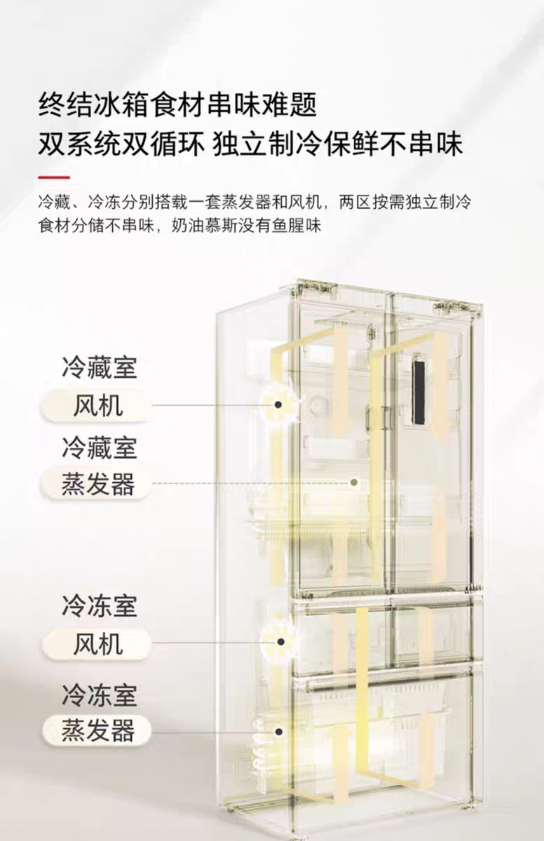 终结冰箱食材串味难题
双系统双循环 独立制冷保鲜不串味
冷藏、冷冻分别搭载一套蒸发器和风机，两区按需独立制冷
食材分储不串味，奶油慕斯没有鱼腥味
冷藏室
风机
冷藏室
蒸发器
冷冻室
风机
冷冻室
蒸发器